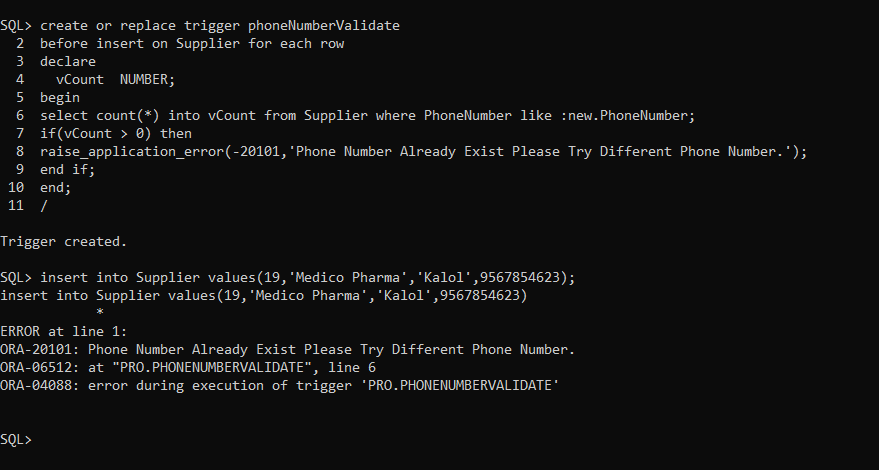 SQL> create or replace trigger phoneNumberValidate
  2  before insert on Supplier for each row
  3  declare
  4    vCount  NUMBER;
  5  begin
  6  select count(*) into vCount from Supplier where PhoneNumber like :new.PhoneNumber;
  7  if(vCount > 0) then
  8  raise_application_error(-20101,'Phone Number Already Exist Please Try Different Phone Number.');
  9  end if;
 10  end;
 11  /
Trigger created.
SQL> insert into Supplier values(19,'Medico Pharma','Kalol',9567854623);
insert into Supplier values(19,'Medico Pharma','Kalol',9567854623)
            *
ERROR at line 1:
ORA-20101: Phone Number Already Exist Please Try Different Phone Number.
ORA-06512: at "PRO.PHONENUMBERVALIDATE", line 6
ORA-04088: error during execution of trigger 'PRO.PHONENUMBERVALIDATE'
SQL>